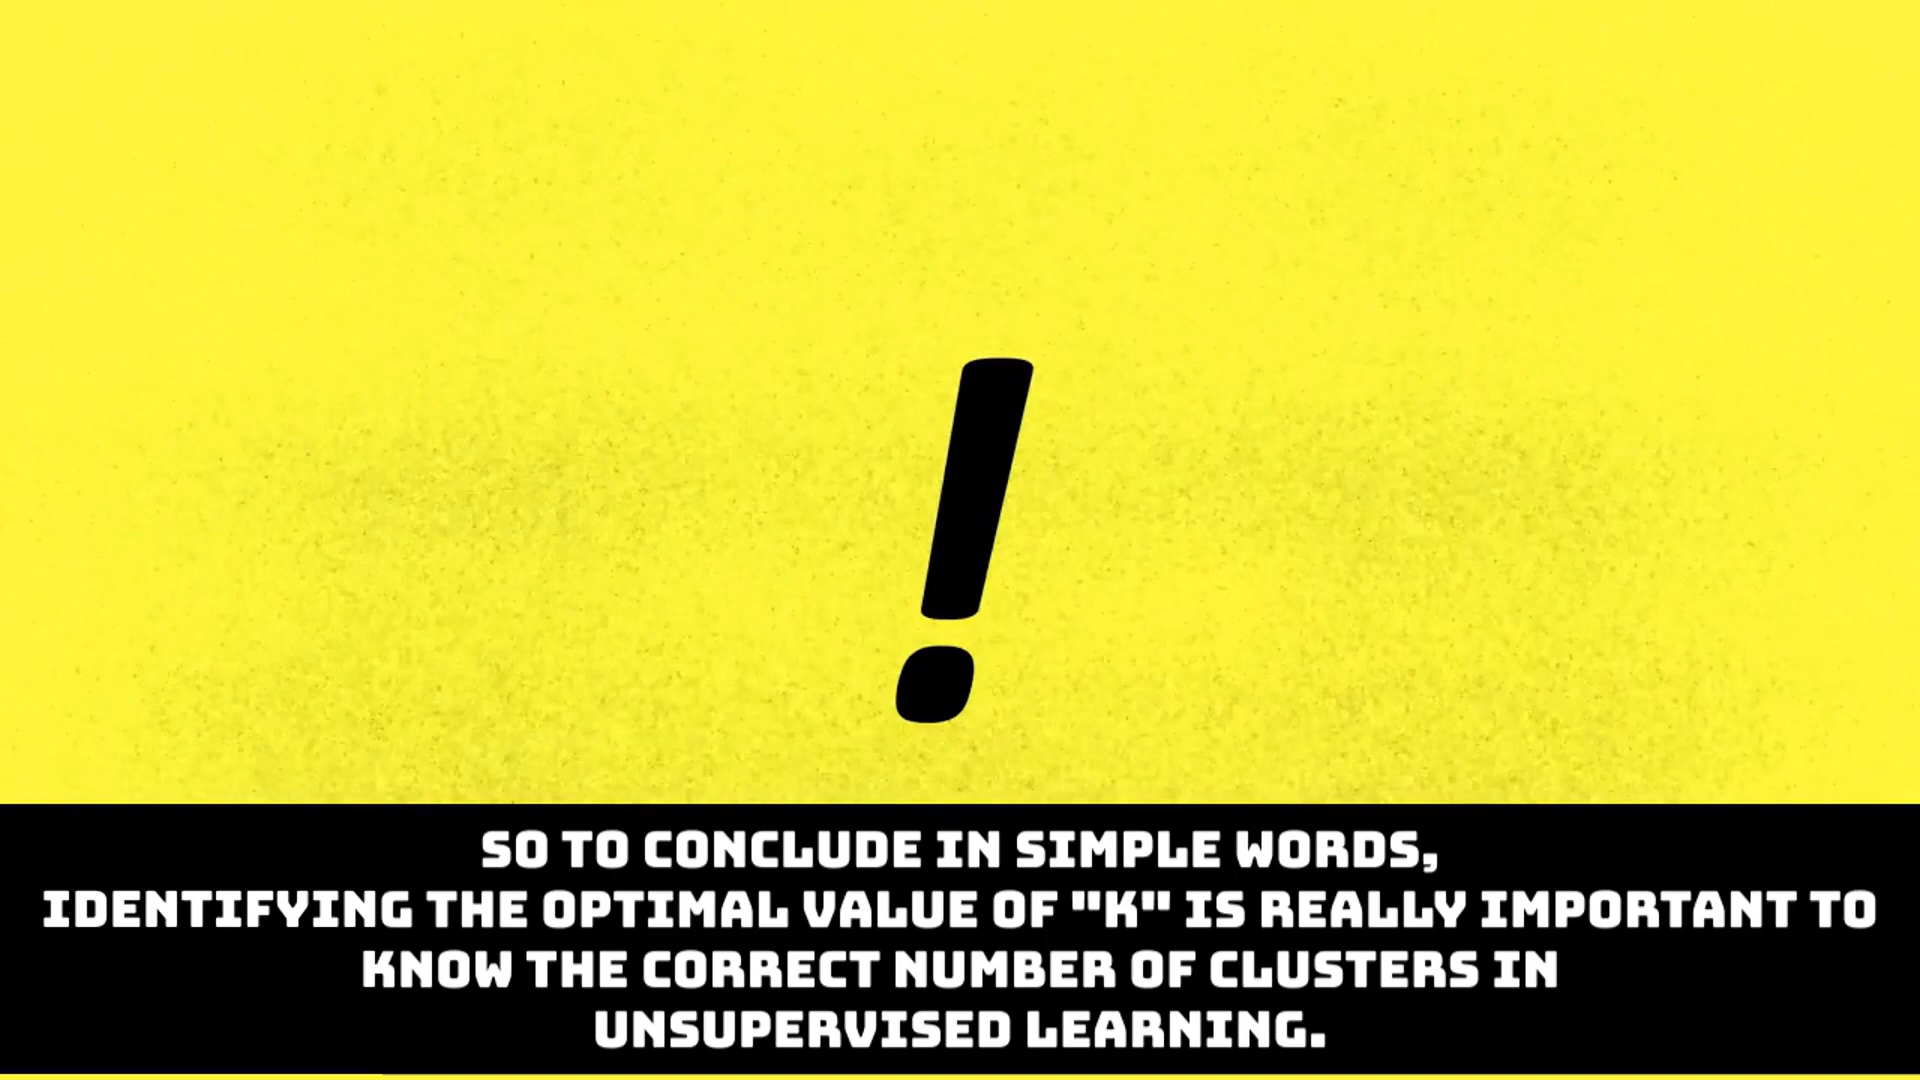 !
SO TO CONCLUDE IN SIMPLE WORDS,
IDENTIFYING THE OPTIMAL VALUE OF "K" IS REALLY IMPORTANT TO
KNOW THE CORRECT NUMBER OF CLUSTERS IN
UNSUPERVISED LEARNING.